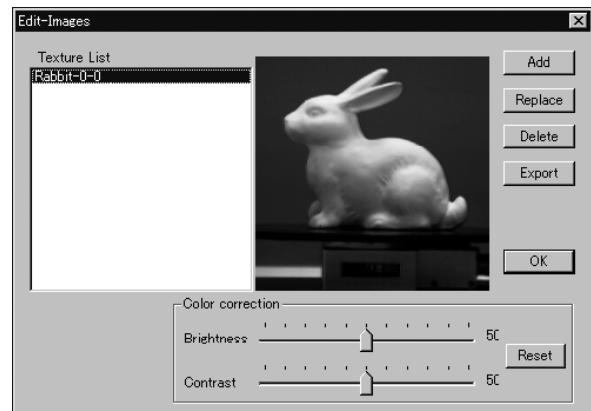 Edit-Images
Texture List
Rabbit-0-0
Add
Replace
Delete
Export
OK
Color correction
Brightness
50
Contrast
50
Reset